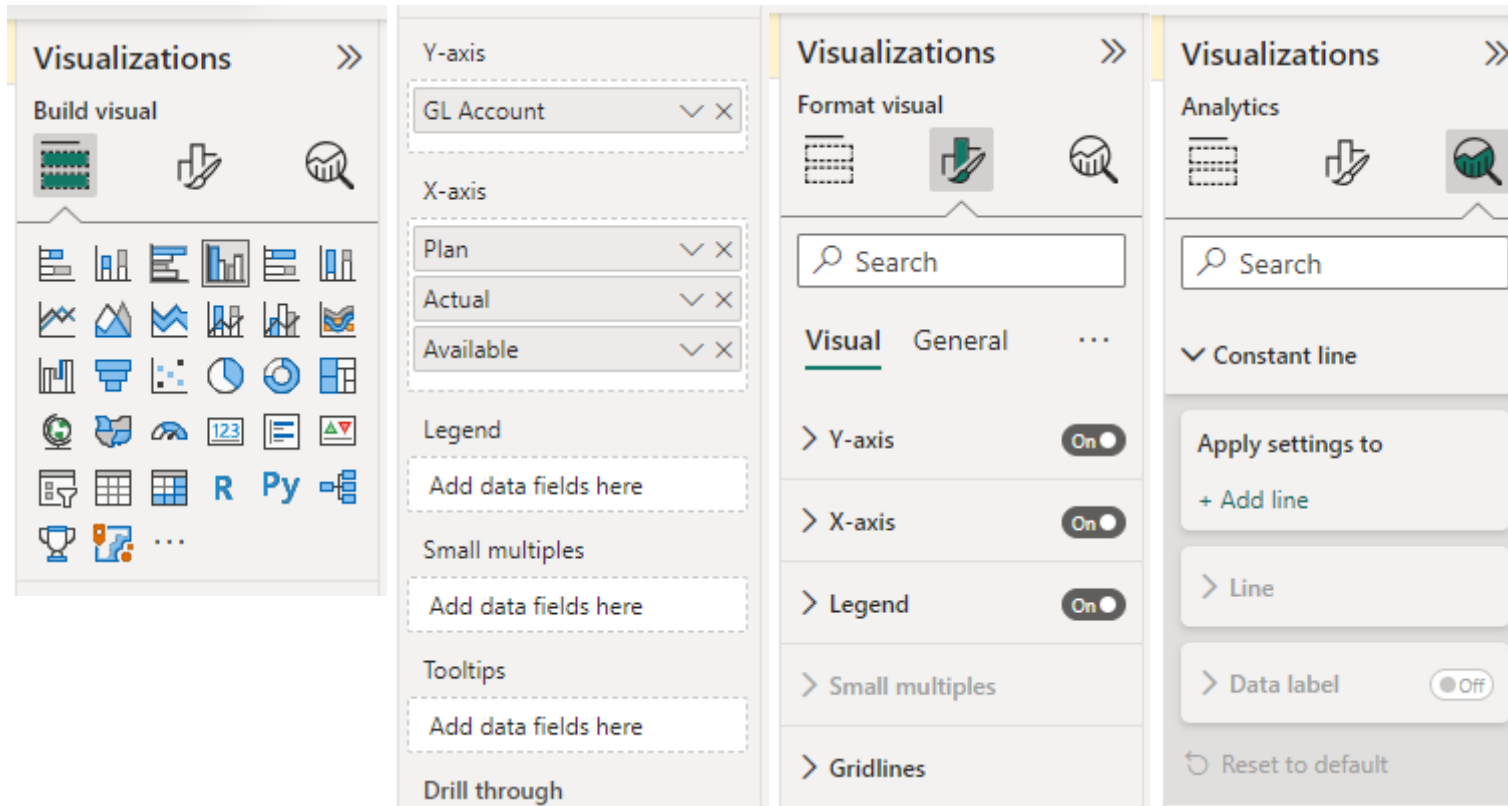 Visualizations
Build visual
123
R Py
...
Y-axis
GL Account
X-axis
Plan
Actual
Available
Legend
Add data fields here
Small multiples
Add data fields here
Tooltips
Add data fields here
Drill through
Visualizations
Format visual
Search
Visual General ...
Y-axis On
X-axis On
Legend On
Small multiples
Gridlines
Visualizations
Analytics
Search
Constant line
Apply settings to
+ Add line
Line
Data label Off
Reset to default